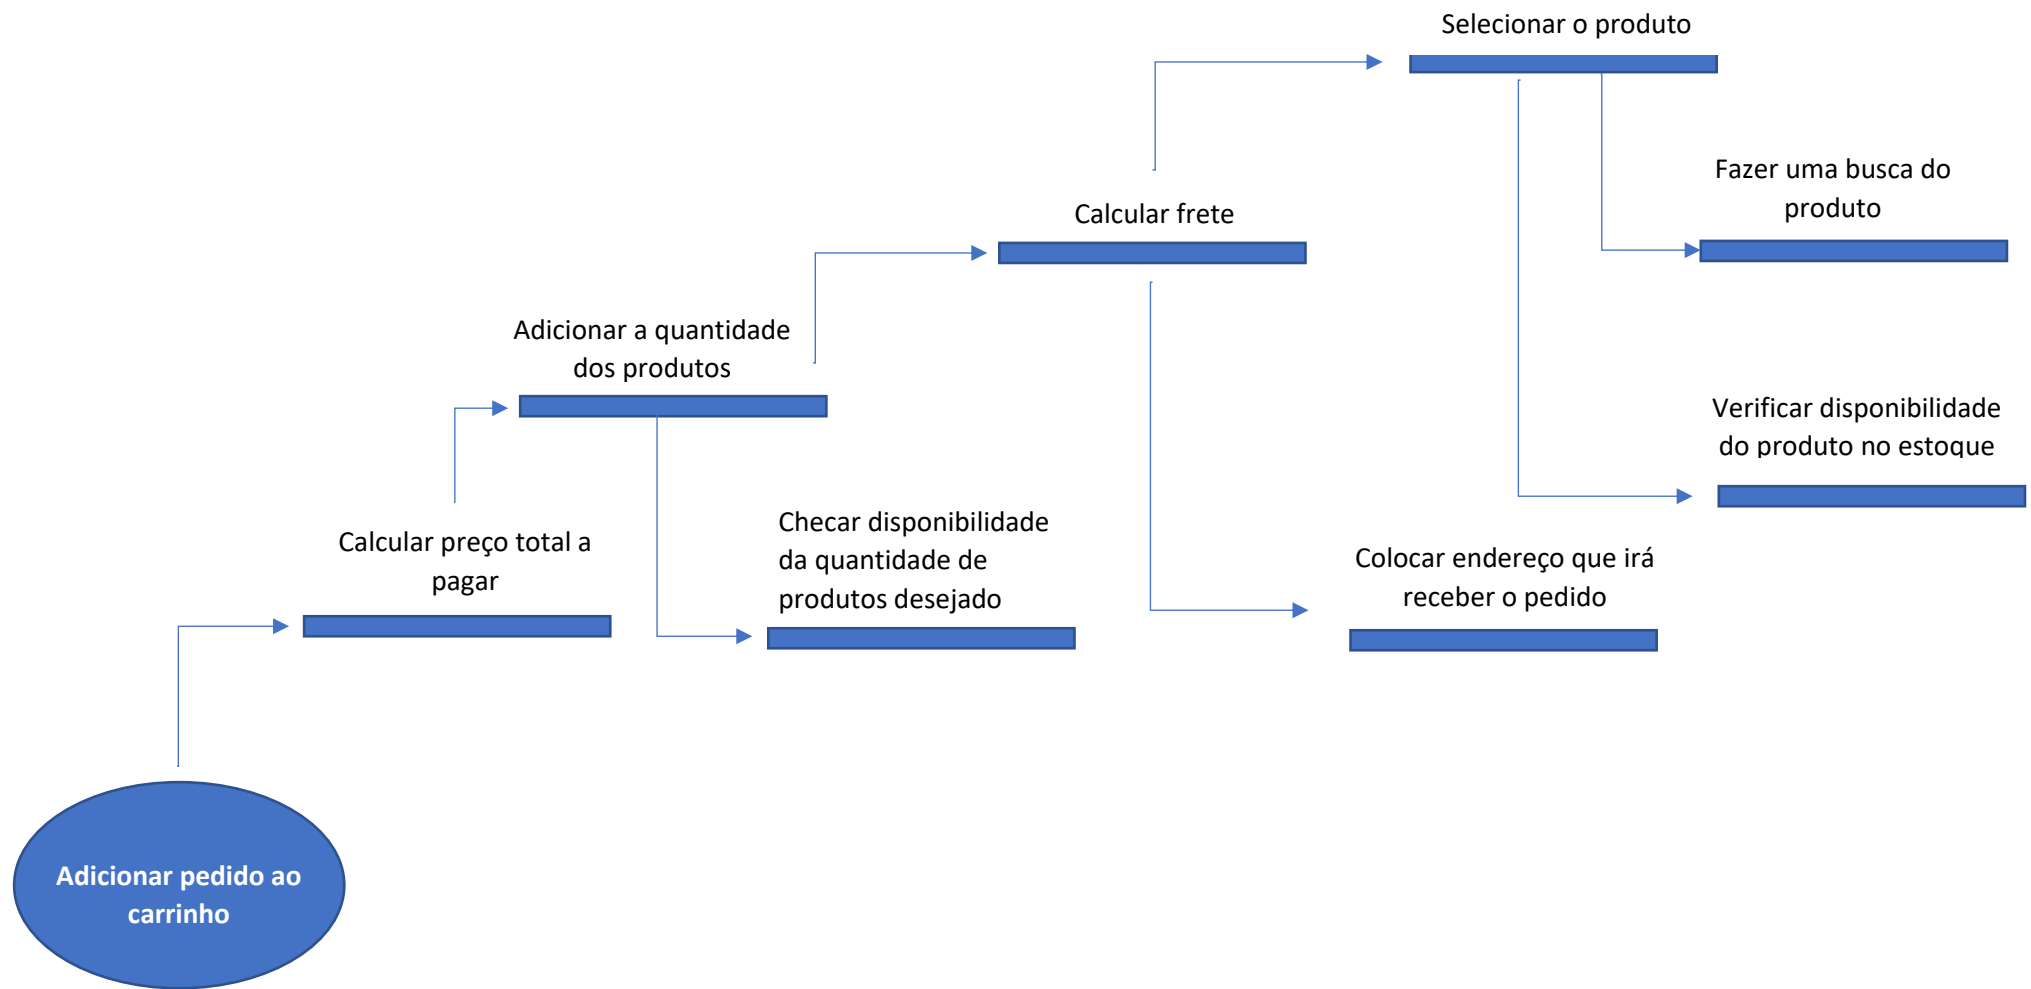 Selecionar o produto
Fazer uma busca do
produto
Calcular frete
Adicionar a quantidade
dos produtos
Verificar disponibilidade
do produto no estoque
Calcular preço total a
pagar
Checar disponibilidade
da quantidade de
produtos desejado
Colocar endereço que irá
receber o pedido
Adicionar pedido ao
carrinho